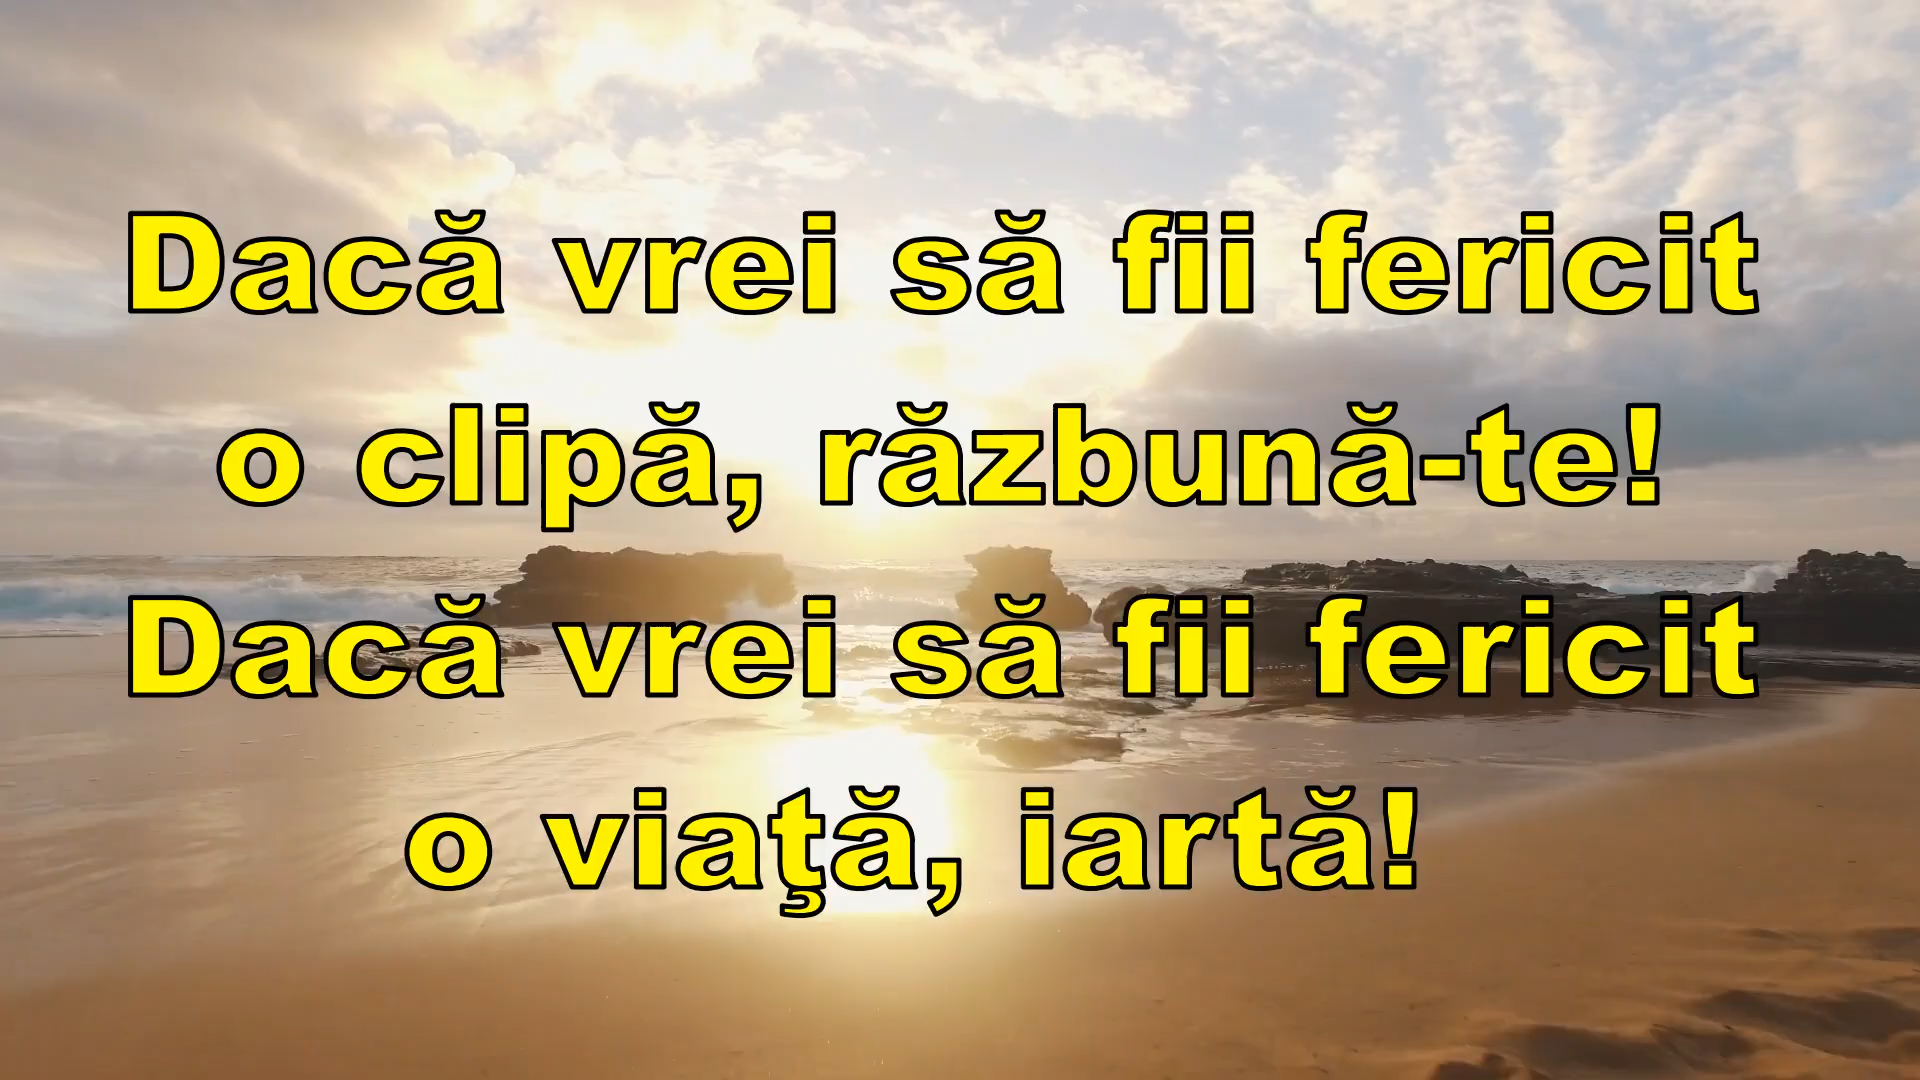 Dacă vrei să fii fericit
o clipă, răzbună-te!
Dacă vrei să fii fericit
o viaţă, iartă!